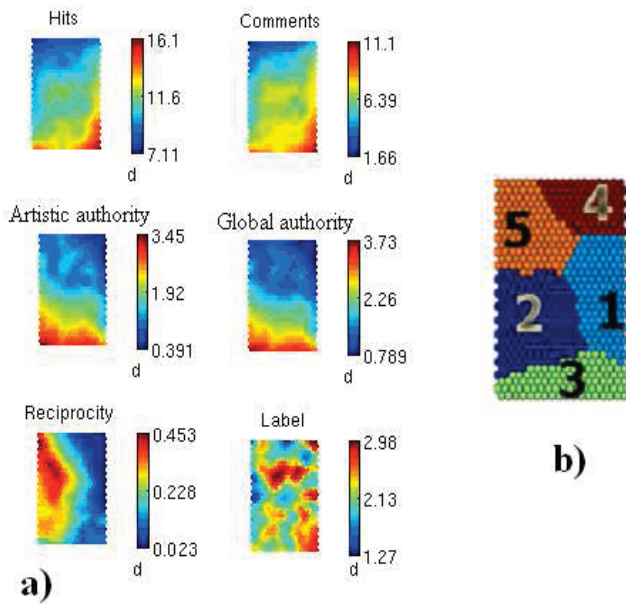 Hits
16.1
11.6
7.11
d
Comments
11.1
6.39
1.66
d
Artistic authority
3.45
1.92
0.391
d
Global authority
3.73
2.26
0.789
d
Reciprocity
0.453
0.228
0.023
d
Label
2.98
2.13
1.27
d
a)
4
5
2
1
3
b)